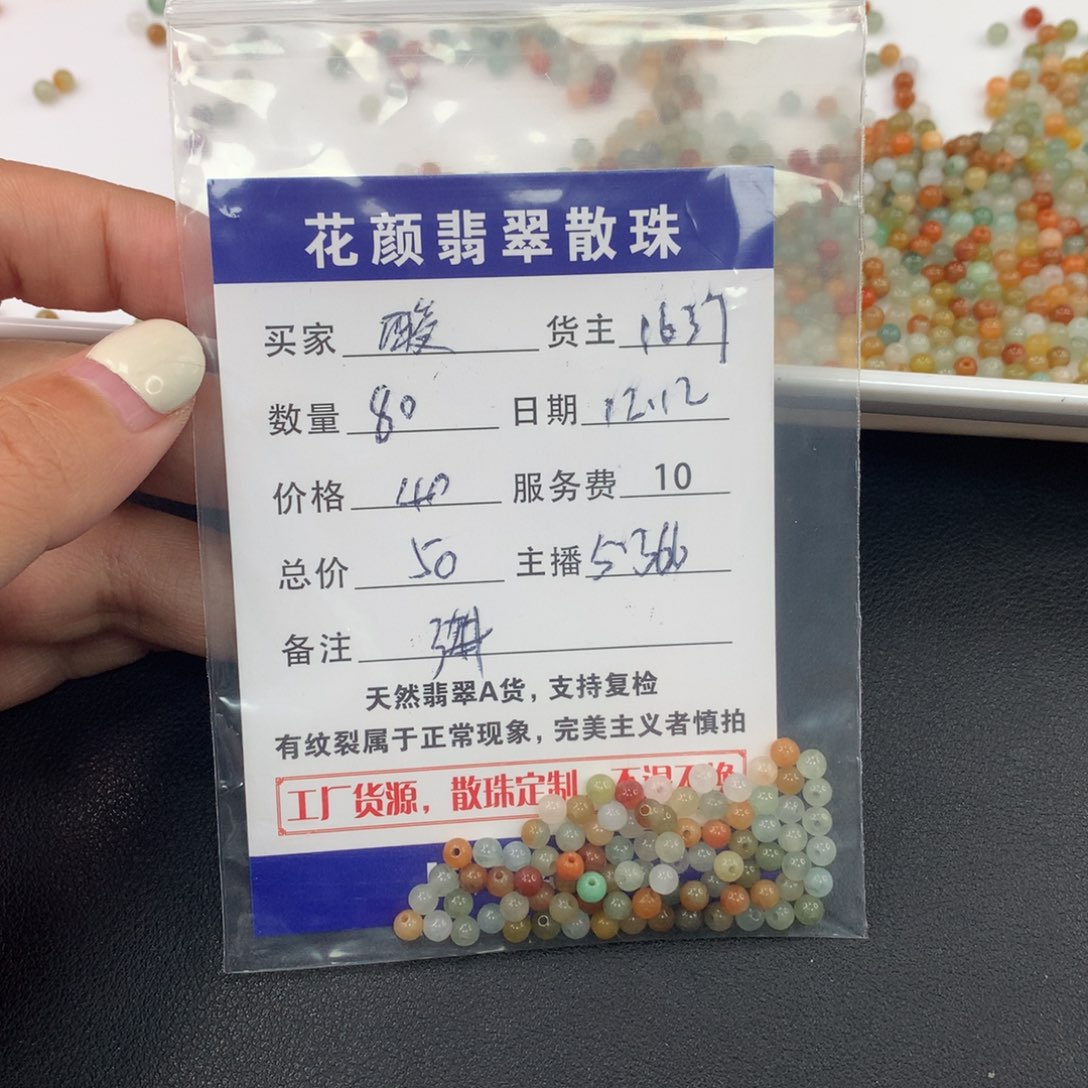 花颜翡翠散珠
买家 酸 货主 1637
数量 80 日期 12.12
价格 40 服务费 10
总价 50 主播 5366
备注
天然翡翠A货，支持复检
有纹裂属于正常现象，完美主义者慎拍
工厂货源，散珠定制